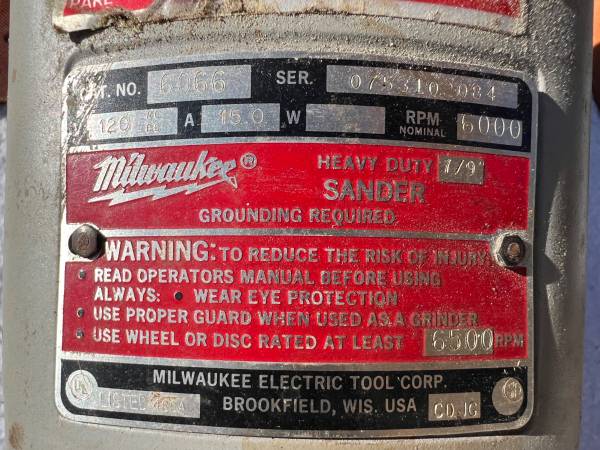 CAT. NO. 6066 SER. 075310 084
120 A 15.0 W RPM NOMINAL 6000
Milwaukee® HEAVY DUTY 7/9"
SANDER
GROUNDING REQUIRED
WARNING: TO REDUCE THE RISK OF INJURY
• READ OPERATORS MANUAL BEFORE USING
ALWAYS: • WEAR EYE PROTECTION
• USE PROPER GUARD WHEN USED AS A GRINDER
• USE WHEEL OR DISC RATED AT LEAST 6500 RPM
MILWAUKEE ELECTRIC TOOL CORP.
LISTED BROOKFIELD, WIS. USA CDJG